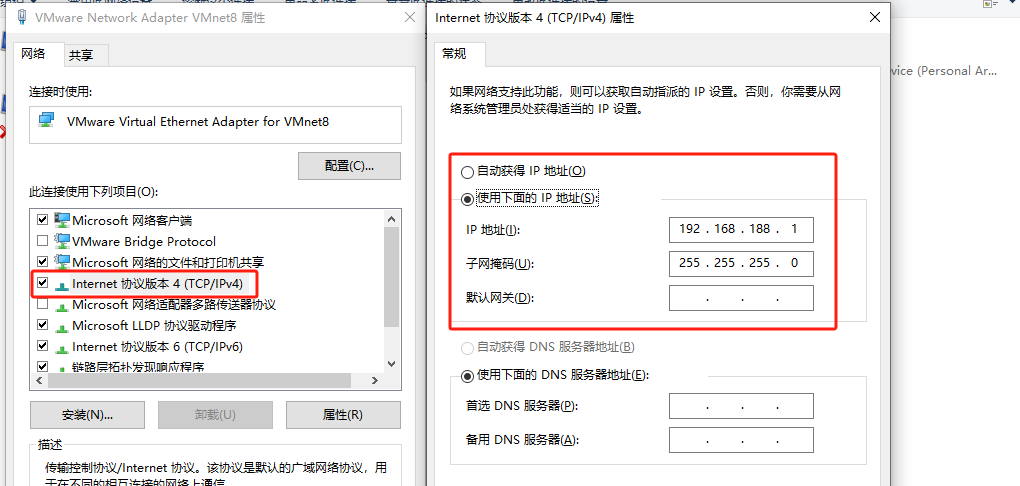 VMware Network Adapter VMnet8 属性
网络
共享
连接时使用:
VMware Virtual Ethernet Adapter for VMnet8
配置(C)...
此连接使用下列项目(O):
Microsoft 网络客户端
VMware Bridge Protocol
Microsoft 网络的文件和打印机共享
Internet 协议版本 4 (TCP/IPv4)
Microsoft 网络适配器多路传送器协议
Microsoft LLDP 协议驱动程序
Internet 协议版本 6 (TCP/IPv6)
链路层拓扑发现响应程序
安装(N)...
卸载(U)
属性(R)
描述
传输控制协议/Internet 协议。该协议是默认的广域网络协议，用
于在不同的相互连接的网络上通信。
Internet 协议版本 4 (TCP/IPv4) 属性
常规
如果网络支持此功能，则可以获取自动指派的 IP 设置。否则，你需要从网
络系统管理员处获得适当的 IP 设置。
自动获得 IP 地址(O)
使用下面的 IP 地址(S):
IP 地址(I):
192 . 168 . 188 . 1
子网掩码(U):
255 . 255 . 255 . 0
默认网关(D):
. . .
自动获得 DNS 服务器地址(B)
使用下面的 DNS 服务器地址(E):
首选 DNS 服务器(P):
. . .
备用 DNS 服务器(A):
. . .
vice (Personal Ar...